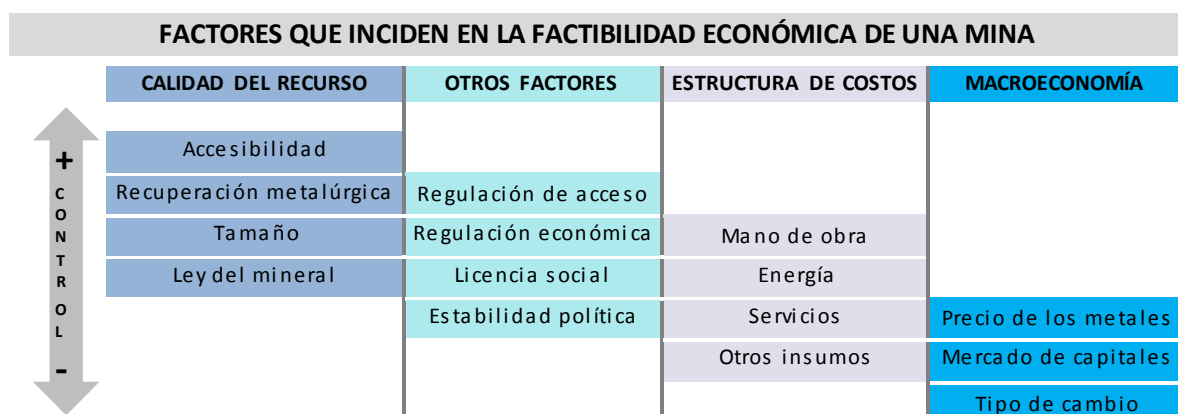 FACTORES QUE INCIDEN EN LA FACTIBILIDAD ECONÓMICA DE UNA MINA
CALIDAD DEL RECURSO OTROS FACTORES ESTRUCTURA DE COSTOS MACROECONOMÍA
+ CONTROL -
Accesibilidad
Recuperación metalúrgica Regulación de acceso
Tamaño Regulación económica Mano de obra
Ley del mineral Licencia social Energía
Estabilidad política Servicios Precio de los metales
Otros insumos Mercado de capitales
Tipo de cambio